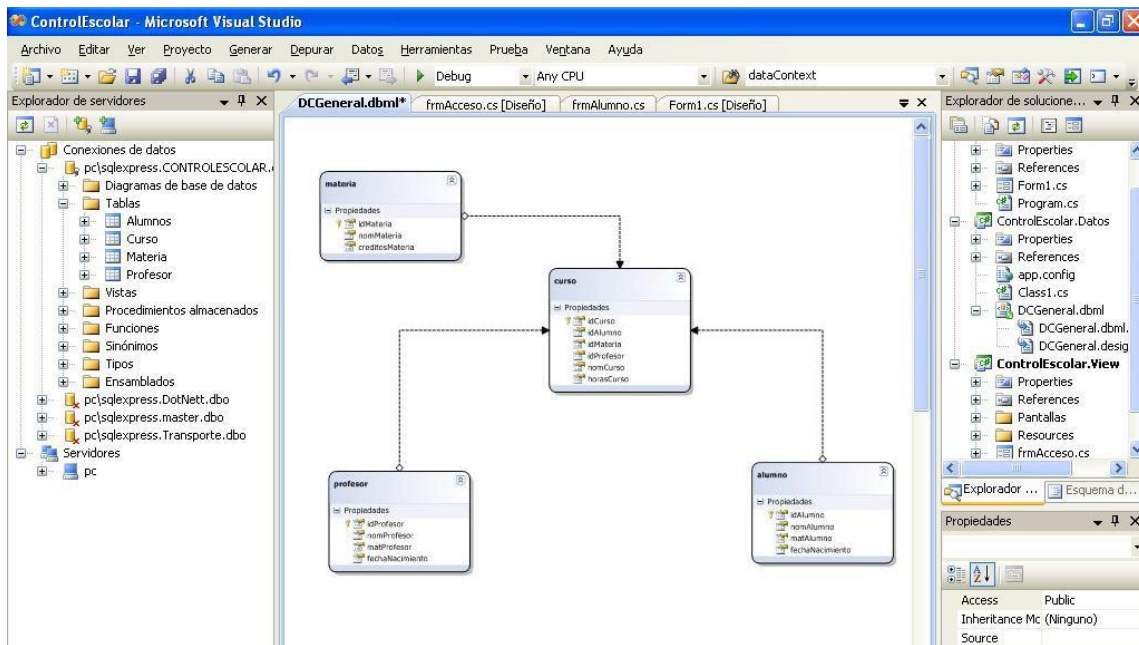 ControlEscolar - Microsoft Visual Studio
Archivo Editar Ver Proyecto Generar Depurar Datos Herramientas Prueba Ventana Ayuda
Debug Any CPU dataContext
Explorador de servidores
Conexiones de datos
pc\sqlexpress.CONTROLESCOLAR.
Diagramas de base de datos
Tablas
Alumnos
Curso
Materia
Profesor
Vistas
Procedimientos almacenados
Funciones
Sinónimos
Tipos
Ensamblados
pc\sqlexpress.DotNett.dbo
pc\sqlexpress.master.dbo
pc\sqlexpress.Transporte.dbo
Servidores
pc
DCGeneral.dbml* frmAcceso.cs [Diseño] frmAlumno.cs Form1.cs [Diseño]
materia
Propiedades
idMateria
nomMateria
creditosMateria
curso
Propiedades
idCurso
idAlumno
idMateria
idProfesor
nomCurso
horasCurso
profesor
Propiedades
idProfesor
nomProfesor
matProfesor
fechaNacimiento
alumno
Propiedades
idAlumno
nomAlumno
matAlumno
fechaNacimiento
Explorador de solucione...
Properties
References
Form1.cs
Program.cs
ControlEscolar.Datos
Properties
References
app.config
Class1.cs
DCGeneral.dbml
DCGeneral.dbml.
DCGeneral.desig
ControlEscolar.View
Properties
References
Pantallas
Resources
frmAcceso.cs
Explorador ... Esquema d...
Propiedades
Access Public
Inheritance Mc (Ninguno)
Source